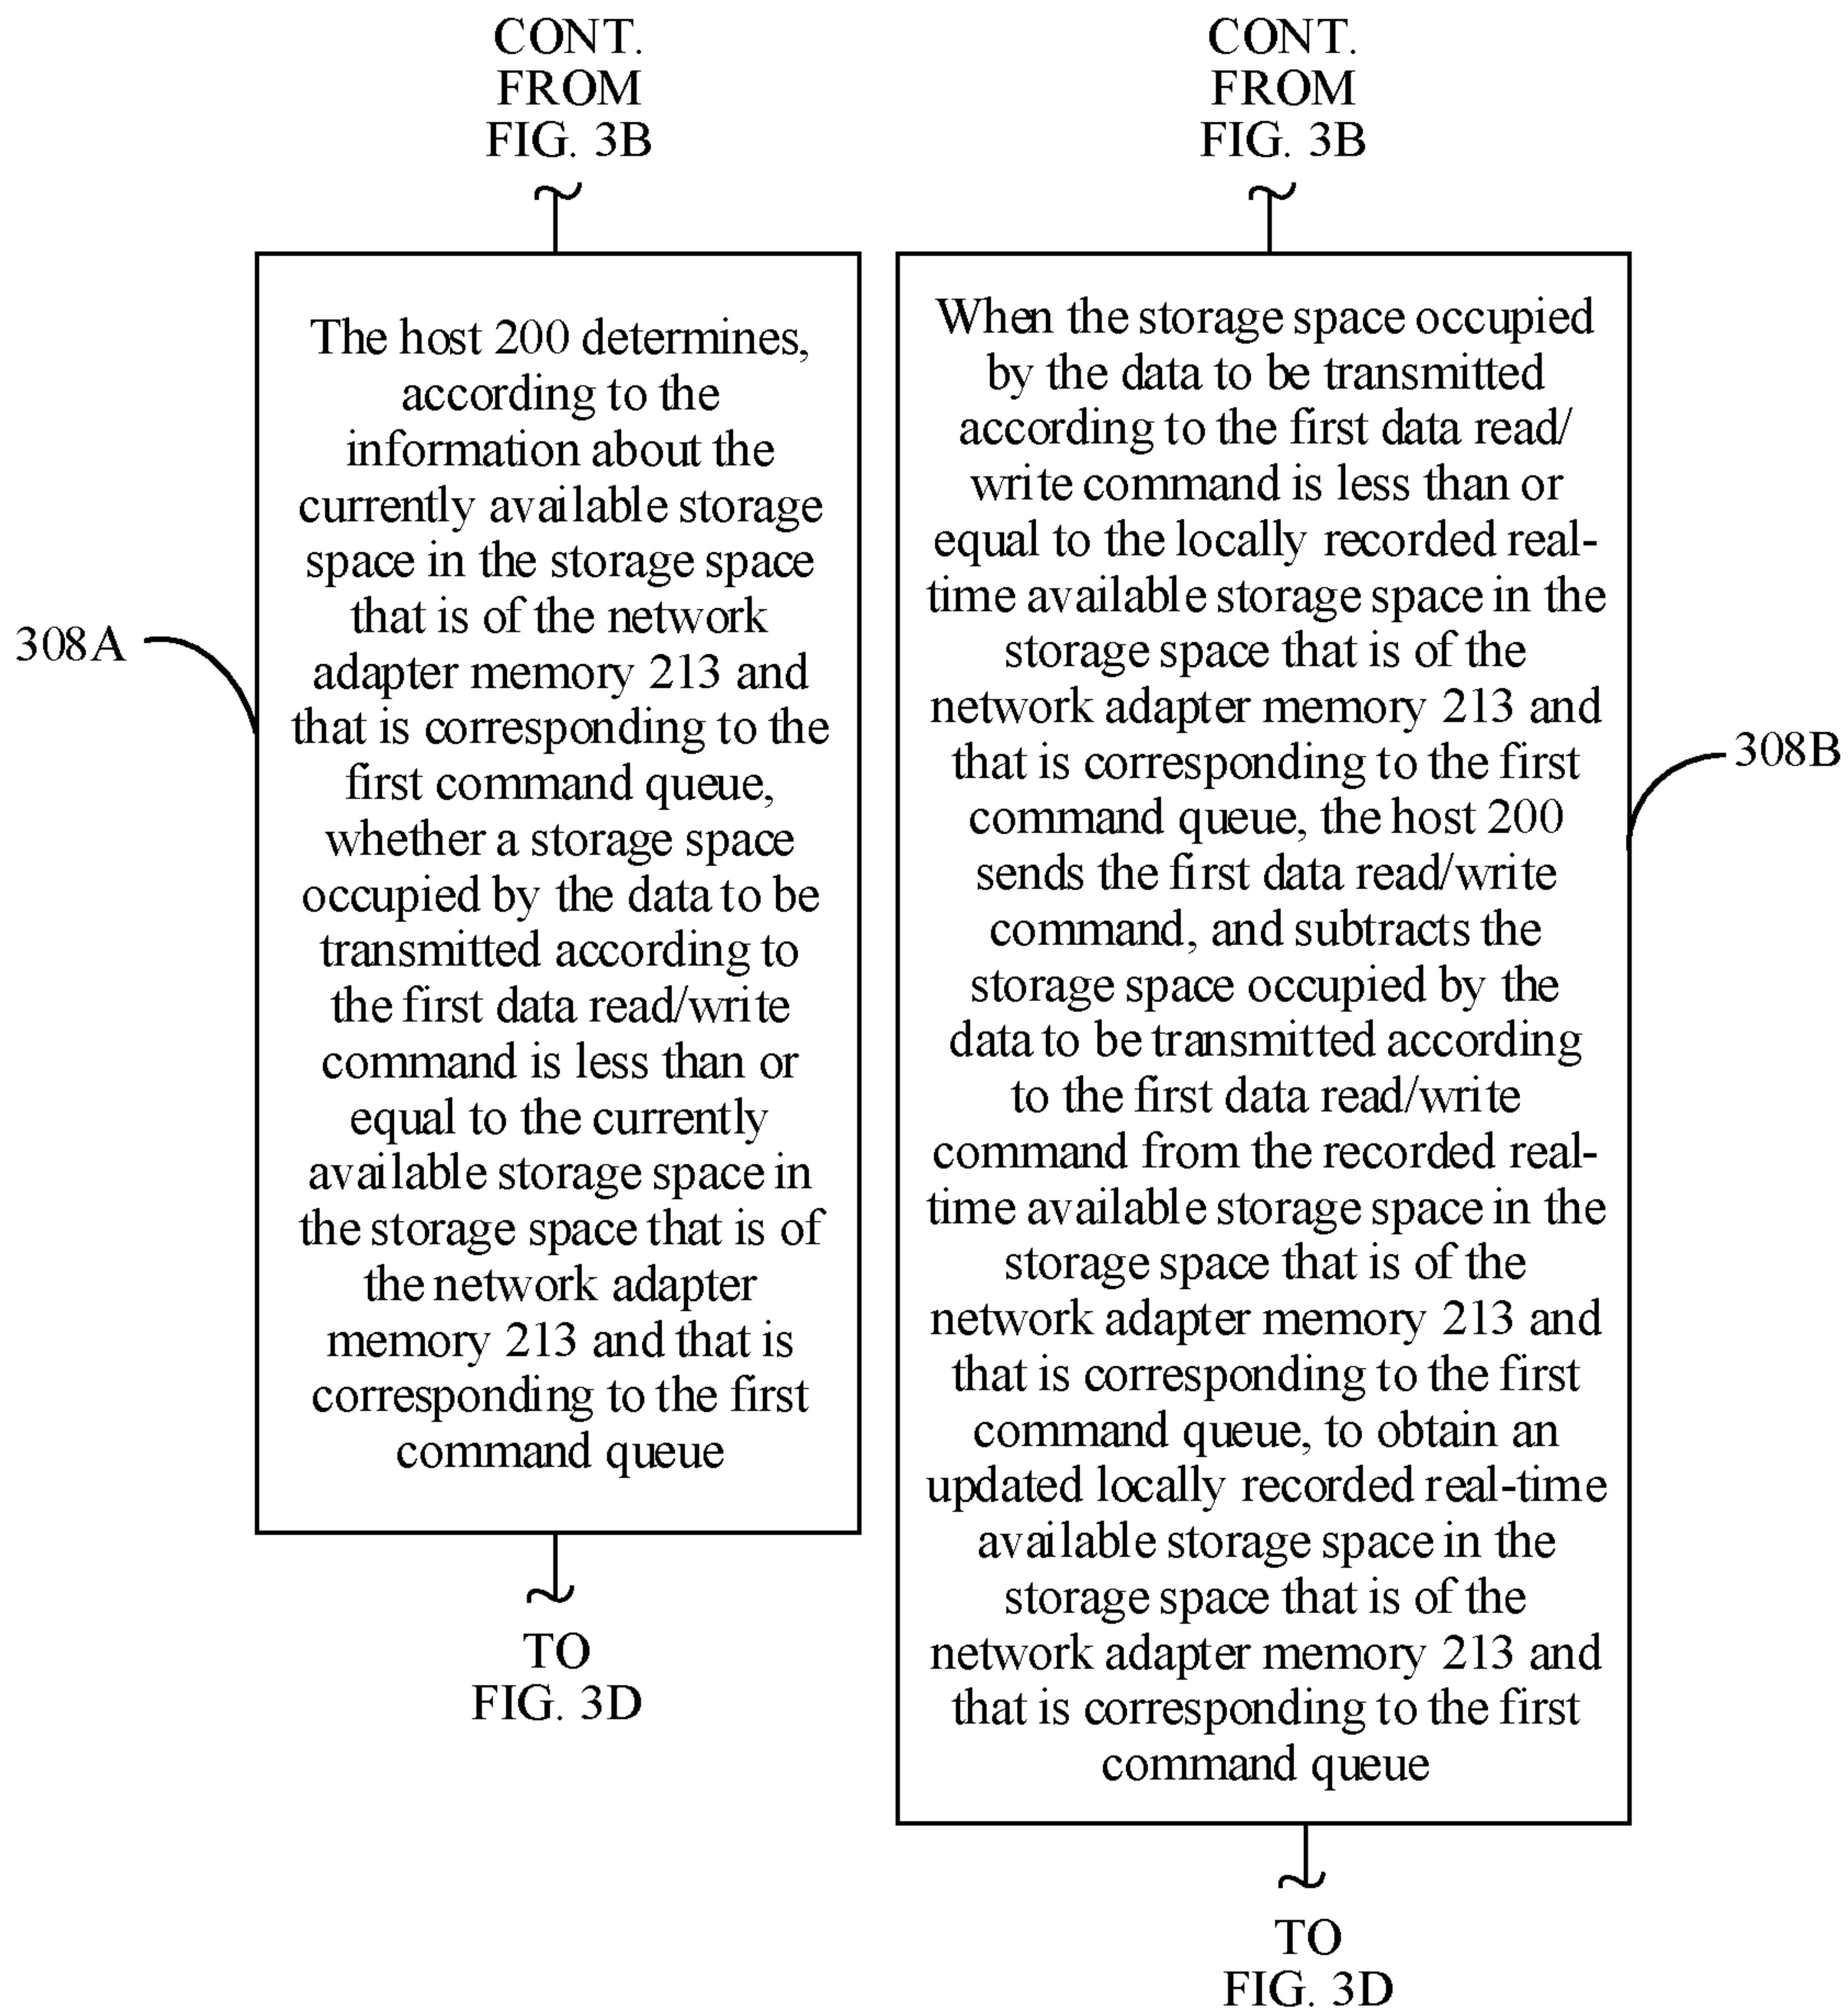 CONT.
FROM
FIG. 3B
The host 200 determines,
according to the
information about the
currently available storage
space in the storage space
that is of the network
adapter memory 213 and
that is corresponding to the
first command queue,
whether a storage space
occupied by the data to be
transmitted according to
the first data read/write
command is less than or
equal to the currently
available storage space in
the storage space that is of
the network adapter
memory 213 and that is
corresponding to the first
command queue
308A
TO
FIG. 3D
CONT.
FROM
FIG. 3B
When the storage space occupied
by the data to be transmitted
according to the first data read/
write command is less than or
equal to the locally recorded real-
time available storage space in the
storage space that is of the
network adapter memory 213 and
that is corresponding to the first
command queue, the host 200
sends the first data read/write
command, and subtracts the
storage space occupied by the
data to be transmitted according
to the first data read/write
command from the recorded real-
time available storage space in the
storage space that is of the
network adapter memory 213 and
that is corresponding to the first
command queue, to obtain an
updated locally recorded real-time
available storage space in the
storage space that is of the
network adapter memory 213 and
that is corresponding to the first
command queue
308B
TO
FIG. 3D